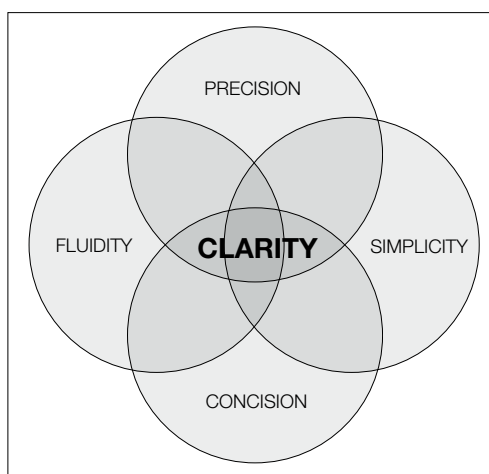 PRECISION
FLUIDITY
CLARITY
SIMPLICITY
CONCISION